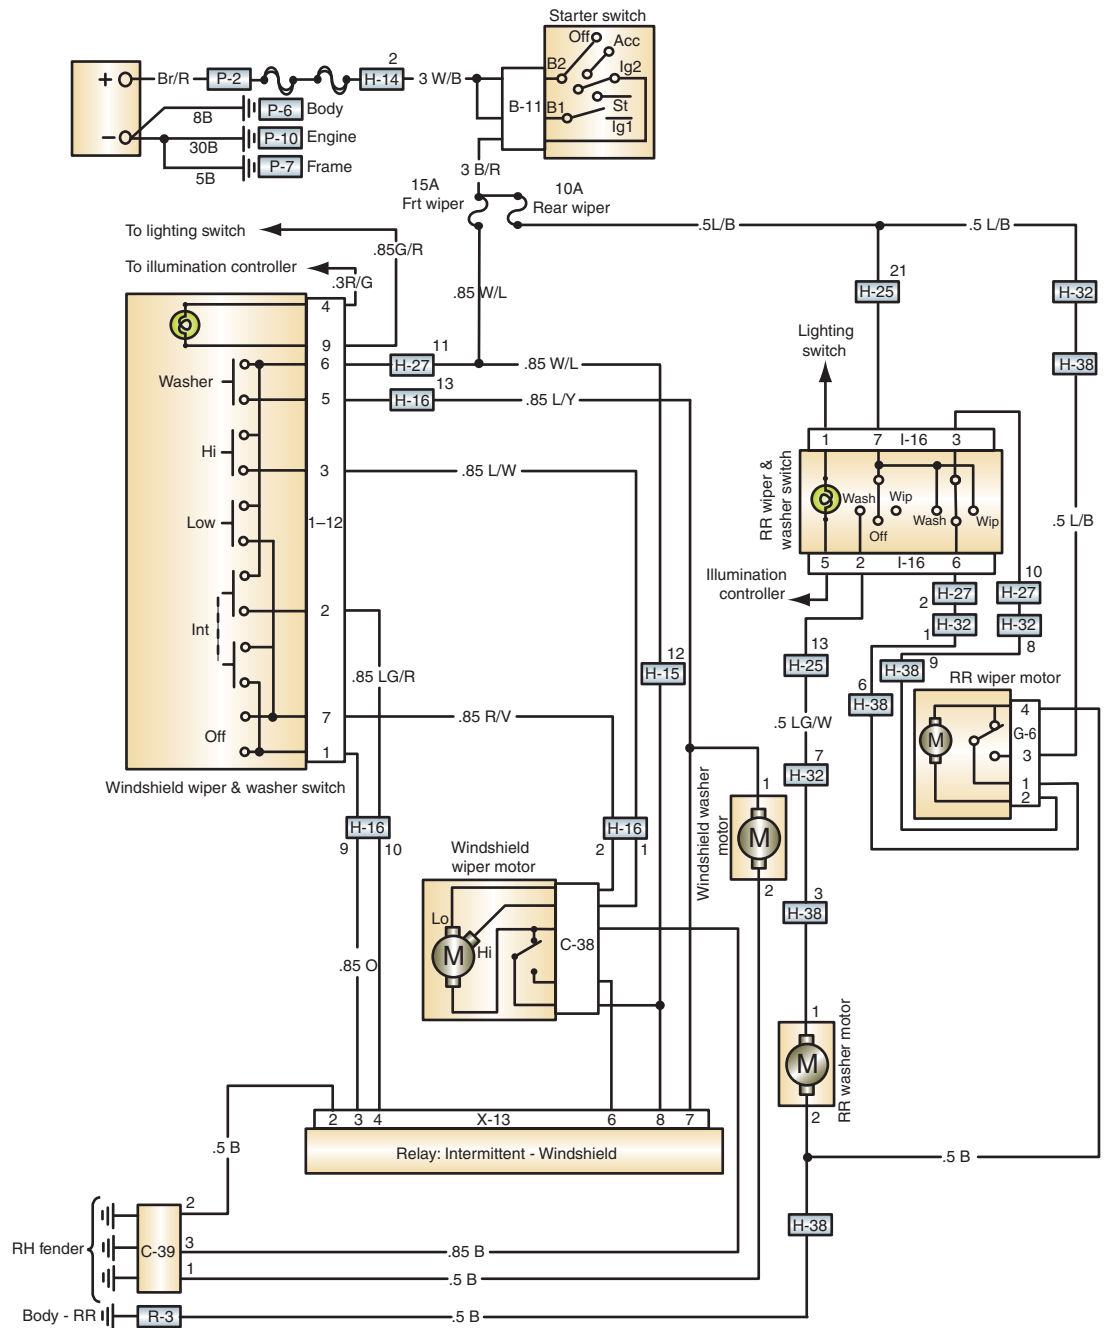 Starter switch
Off
Acc
B2
Ig2
B-11
B1
St
Ig1
+
Br/R
P-2
2
H-14
3 W/B
−
8B
P-6
Body
30B
P-10
Engine
5B
P-7
Frame
3 B/R
15A
Frt wiper
10A
Rear wiper
.5L/B
.5 L/B
To lighting switch
.85G/R
To illumination controller
.3R/G
.85 W/L
21
H-25
H-32
H-38
Lighting
switch
4
9
6
5
3
1–12
2
7
1
Washer
Hi
Low
Int
Off
Windshield wiper & washer switch
11
H-27
.85 W/L
13
H-16
.85 L/Y
.85 L/W
.85 LG/R
.85 R/V
12
H-15
1
7
I-16
3
RR wiper &
washer switch
Wash
Off
Wip
Wash
Wip
5
2
I-16
6
Illumination
controller
.5 L/B
2
H-27
1
H-32
10
H-27
H-32
8
13
H-25
6
H-38
H-38
9
RR wiper motor
M
4
G-6
3
1
2
.5 LG/W
7
H-32
H-16
9
10
H-16
2
1
Windshield washer
motor
1
M
2
Windshield
wiper motor
Lo
M
Hi
C-38
3
H-38
.85 O
1
M
2
RR washer motor
2
3
4
X-13
6
8
7
Relay: Intermittent - Windshield
.5 B
.5 B
H-38
RH fender
C-39
2
3
1
.85 B
.5 B
Body - RR
R-3
.5 B